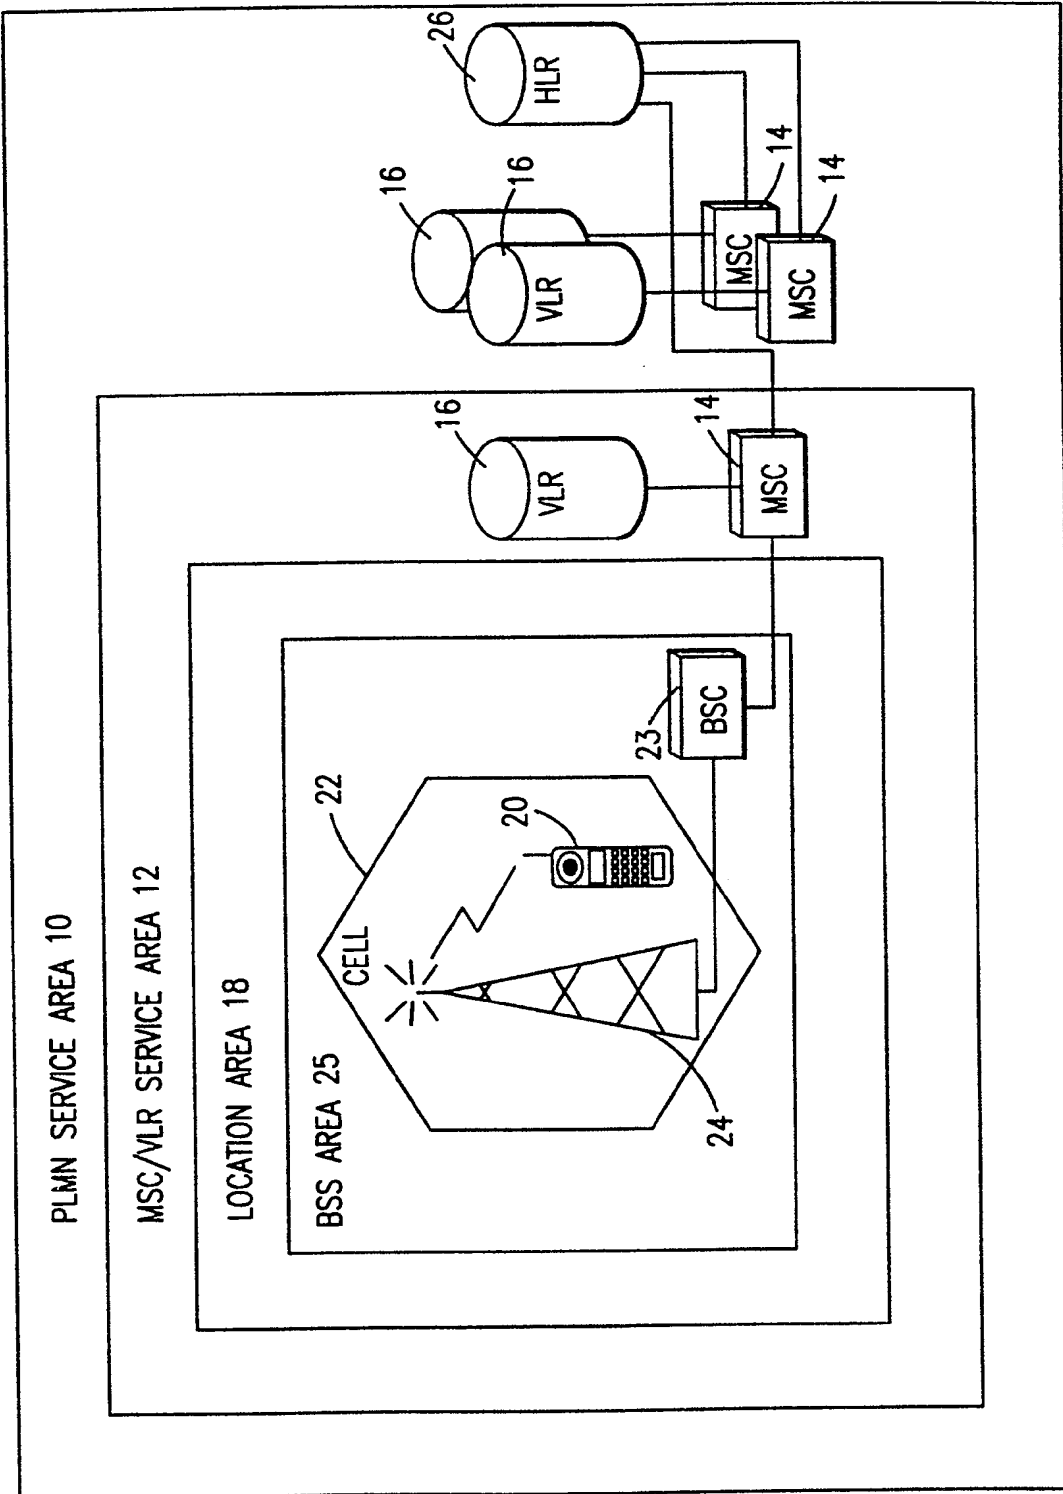 PLMN SERVICE AREA 10
MSC/VLR SERVICE AREA 12
LOCATION AREA 18
BSS AREA 25
CELL
22
20
24
23
BSC
16
VLR
14
MSC
16
16
VLR
26
HLR
14
MSC
14
MSC